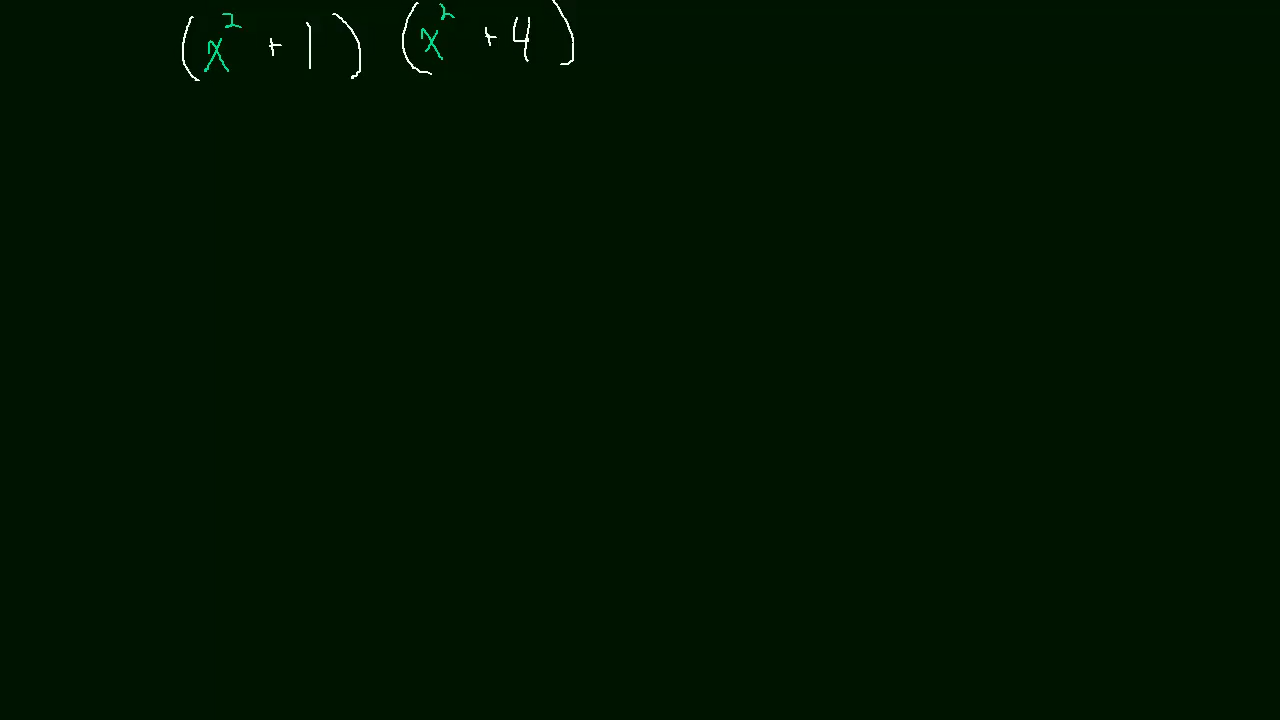 (x² + 1) (x² + 4)